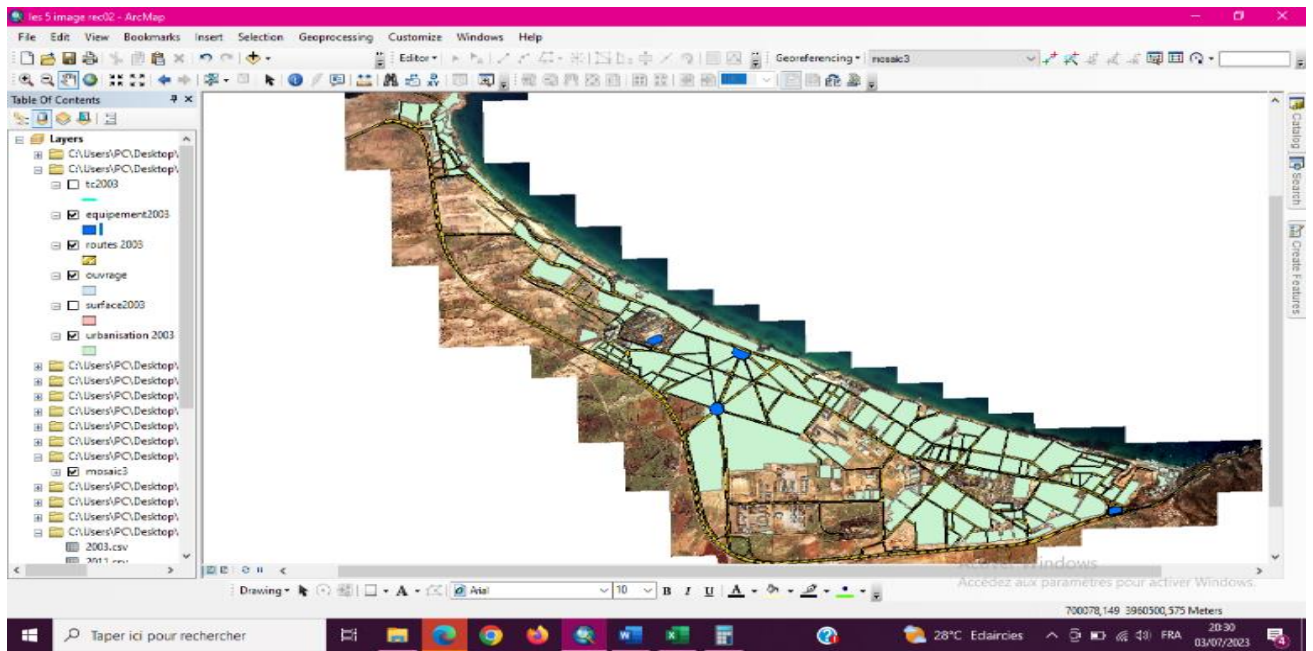 les 5 image rec02 - ArcMap
File Edit View Bookmarks Insert Selection Geoprocessing Customize Windows Help
Editor Georeferencing mosaic3
Table Of Contents
Layers
C:\Users\PC\Desktop\
C:\Users\PC\Desktop\
tc2003
equipement2003
routes 2003
ouvrage
surface2003
urbanisation 2003
C:\Users\PC\Desktop\
C:\Users\PC\Desktop\
C:\Users\PC\Desktop\
C:\Users\PC\Desktop\
C:\Users\PC\Desktop\
C:\Users\PC\Desktop\
C:\Users\PC\Desktop\
mosaic3
C:\Users\PC\Desktop\
C:\Users\PC\Desktop\
C:\Users\PC\Desktop\
C:\Users\PC\Desktop\
2003.csv
2011.csv
Catalog
Search
Create Features
Activer Windows
Accédez aux paramètres pour activer Windows.
Drawing A Arial 10 B I U A
700078,149 3960500,575 Meters
Taper ici pour rechercher
28°C Eclaircies FRA
20:30
03/07/2023
4